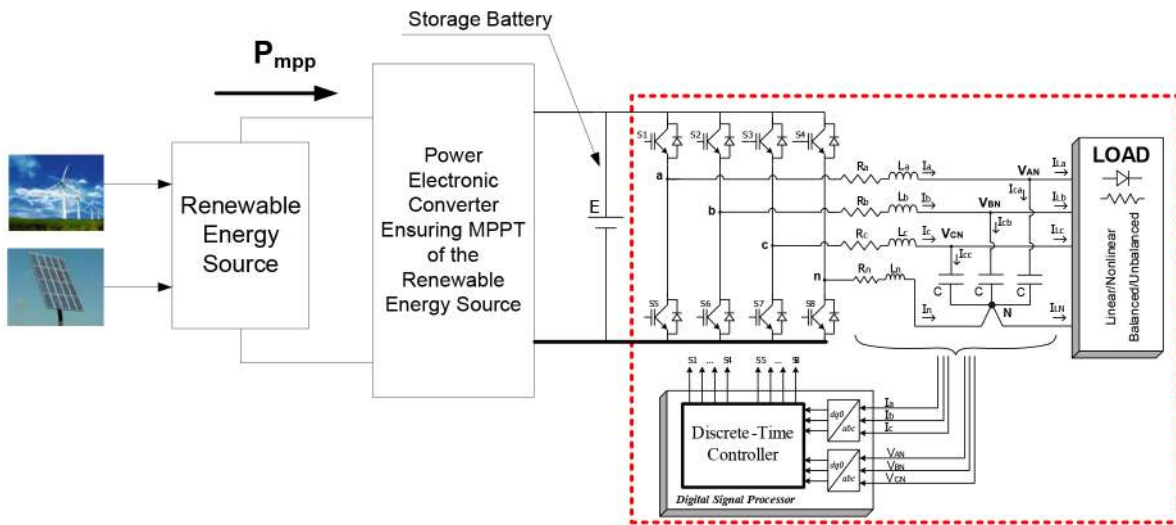 Storage Battery
Pmpp
Renewable
Energy
Source
Power
Electronic
Converter
Ensuring MPPT
of the
Renewable
Energy Source
E
S1
S2
S3
S4
a
b
c
n
Ra
La
Ia
Rb
Lb
Ib
Rc
Lc
Ic
Rn
Ln
In
VAN
VBN
VCN
Ica
Icb
Icc
C
C
C
N
ILa
ILb
ILc
ILN
LOAD
Linear/Nonlinear
Balanced/Unbalanced
S5
S6
S7
S8
S1 ... S4
S5 ... S8
Discrete-Time
Controller
dq0
abc
dq0
abc
Ia
Ib
Ic
VAN
VBN
VCN
Digital Signal Processor